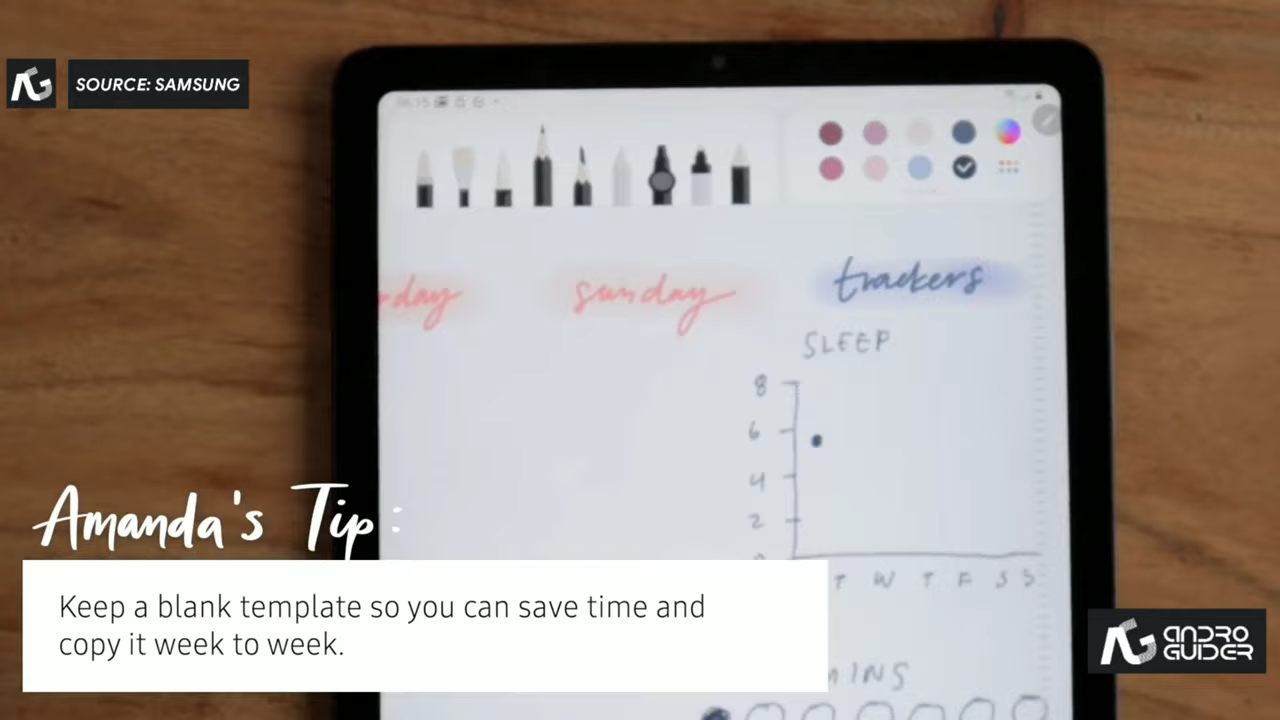 SOURCE: SAMSUNG
sunday
trackers
SLEEP
8
6
4
2
T W T F S S
Amanda's Tip:
Keep a blank template so you can save time and
copy it week to week.
ANDRO
GUIDER